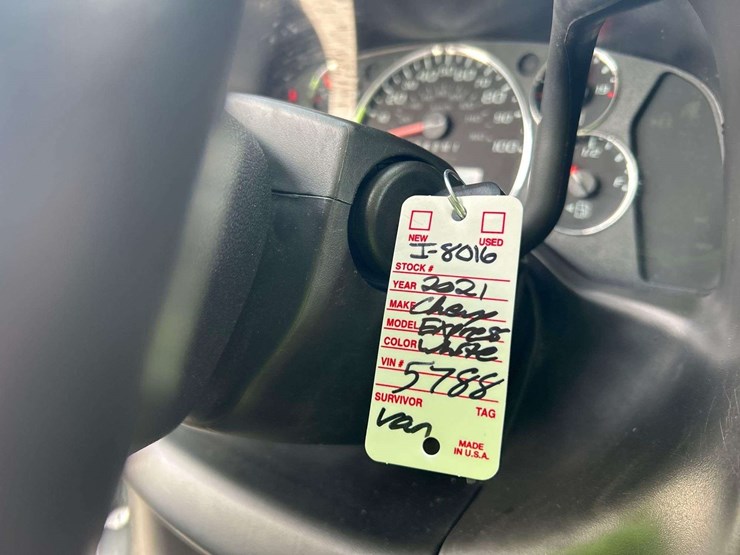 NEW USED
I-8016
STOCK #
YEAR 2021
MAKE Chevy
MODEL Express
COLOR White
VIN # 5788
SURVIVOR TAG
van
MADE
IN U.S.A.
100